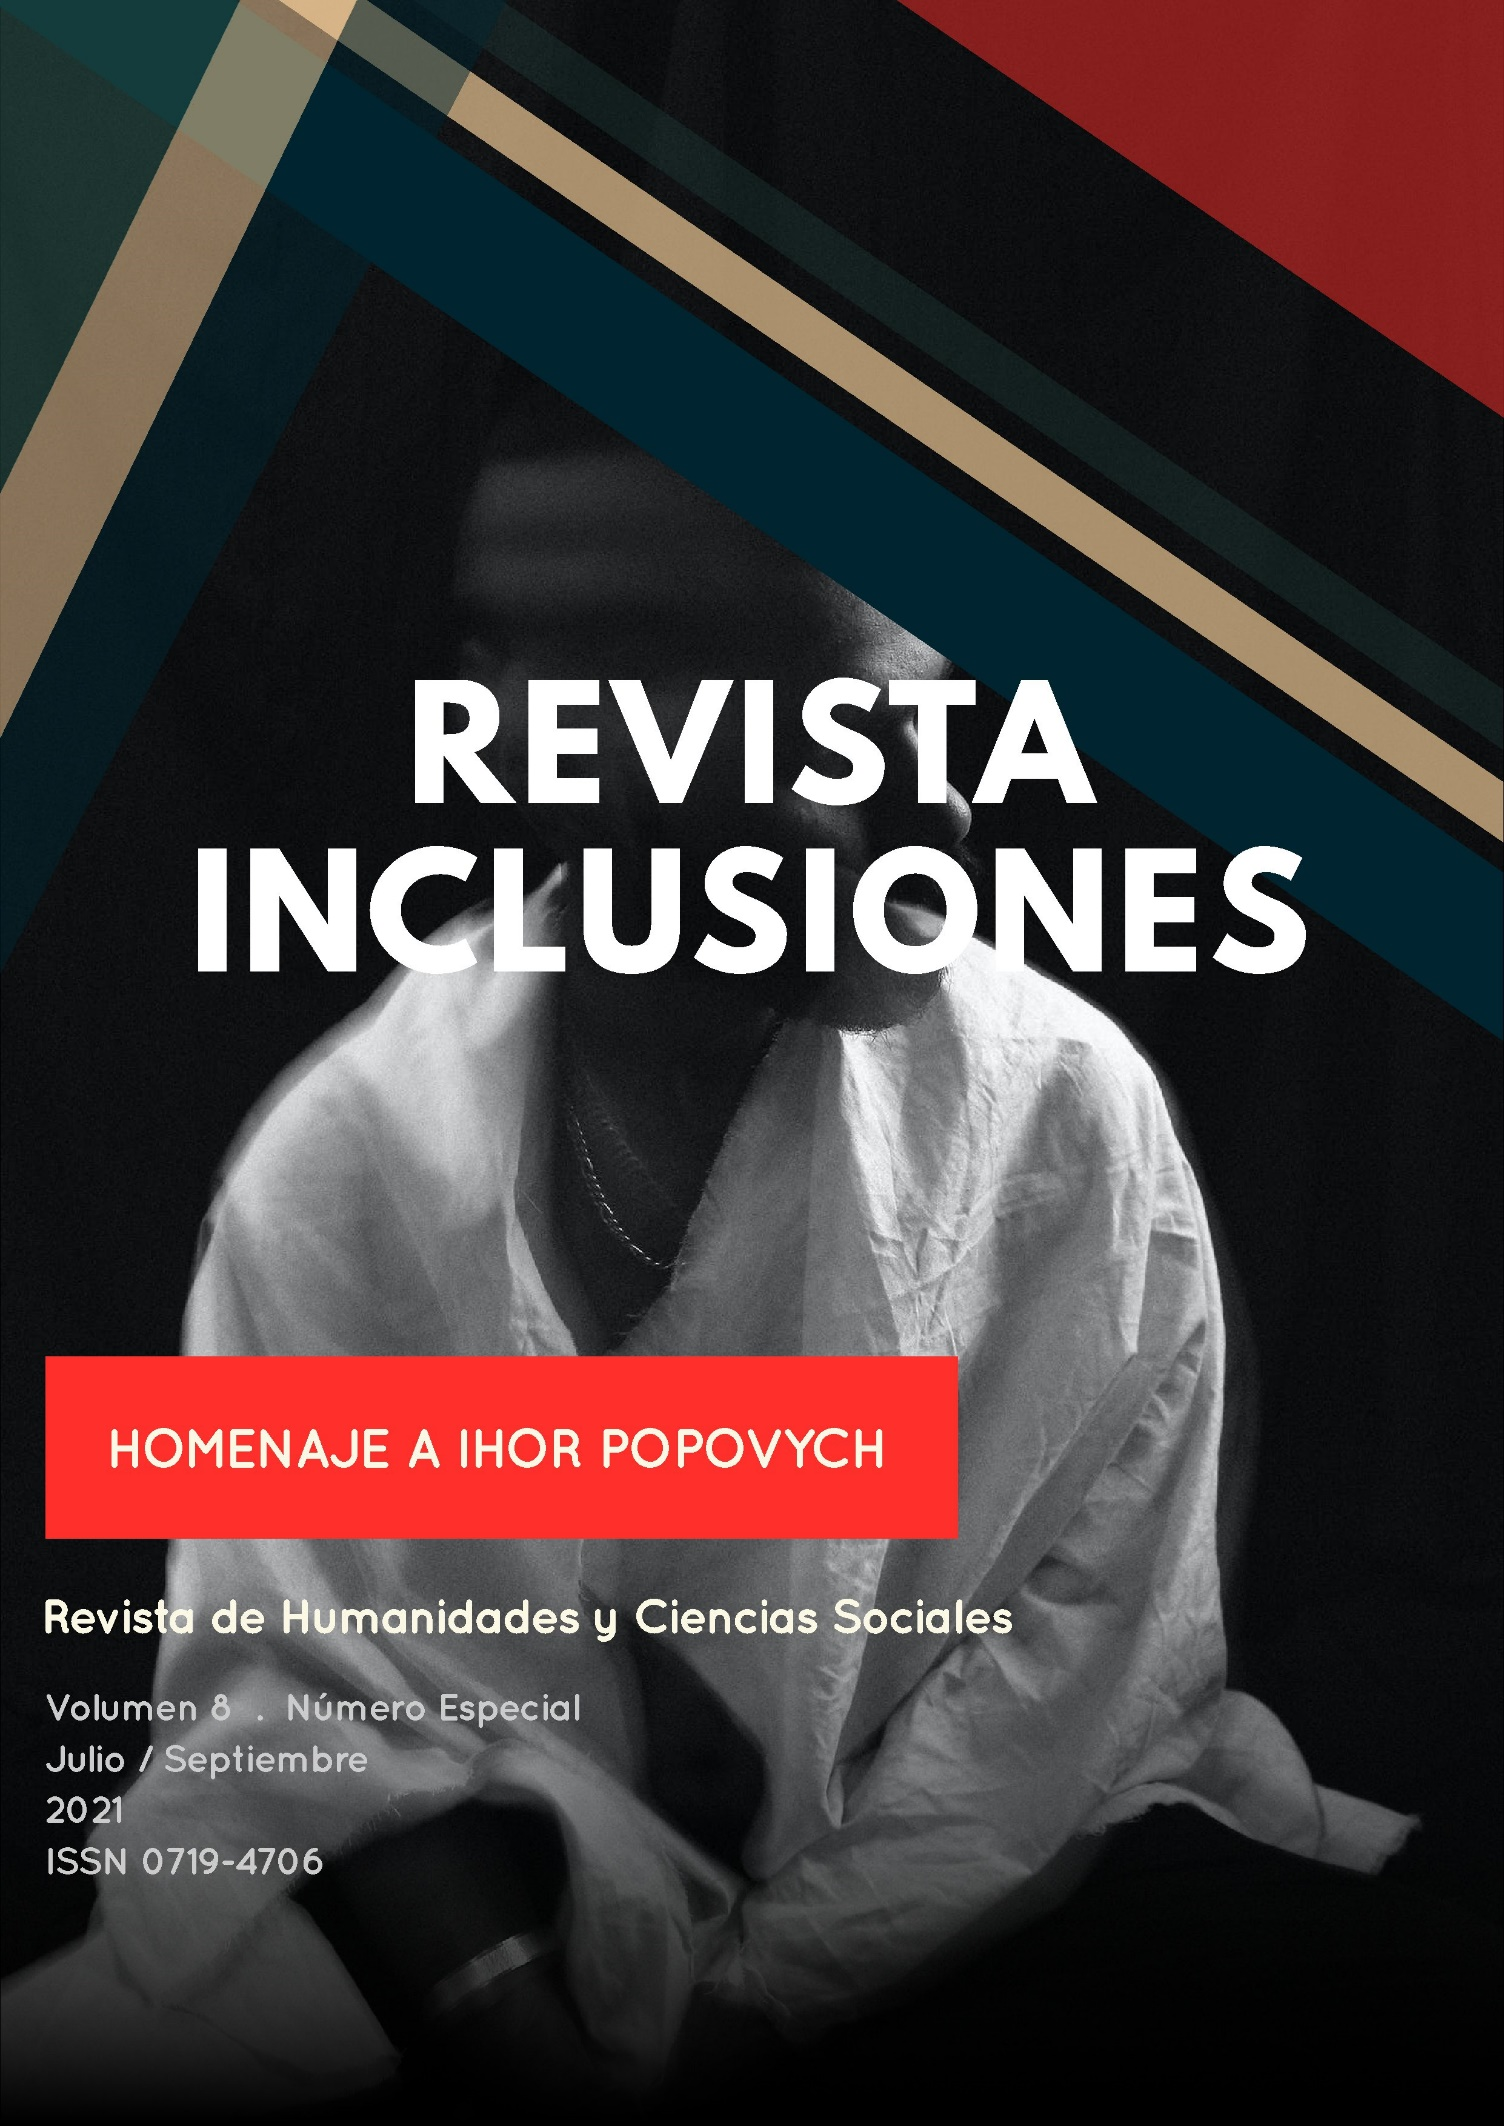 REVISTA
INCLUSIONES
HOMENAJE A IHOR POPOVYCH
Revista de Humanidades y Ciencias Sociales
Volumen 8 . Número Especial
Julio / Septiembre
2021
ISSN 0719-4706